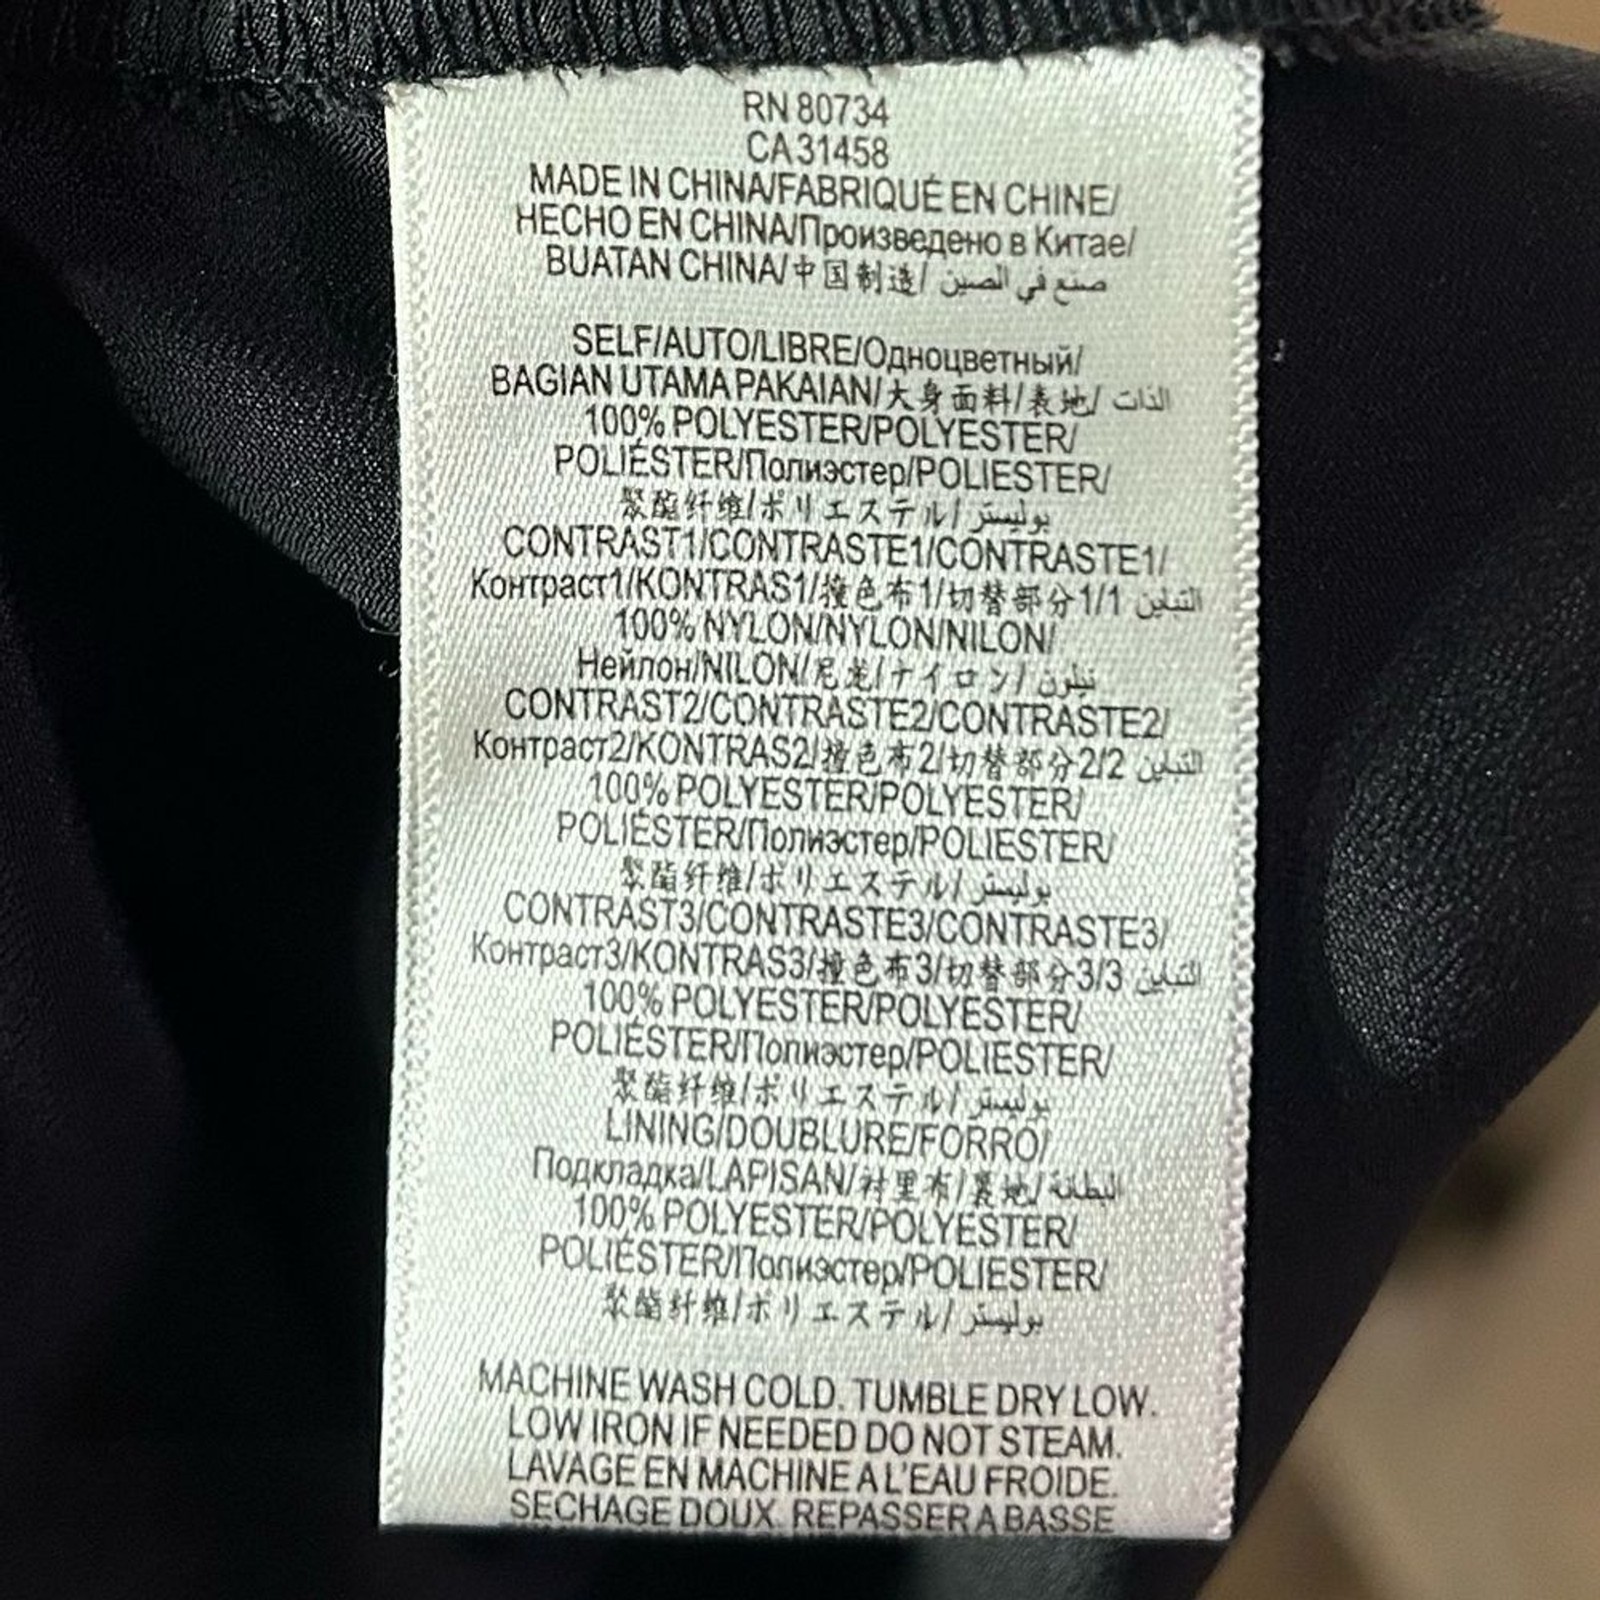 RN 80734
CA 31458
MADE IN CHINA/FABRIQUÉ EN CHINE/
HECHO EN CHINA/Произведено в Китае/
BUATAN CHINA/中国制造/ صنع في الصين
SELF/AUTO/LIBRE/Одноцветный/
BAGIAN UTAMA PAKAIAN/大身面料/表地/ الذات
100% POLYESTER/POLYESTER/
POLIÉSTER/Полиэстер/POLIESTER/
聚酯纤维/ポリエステル/ بوليستر
CONTRAST1/CONTRASTE1/CONTRASTE1/
Контраст1/KONTRAS1/撞色布1/切替部分1/1 التباين
100% NYLON/NYLON/NILON/
Нейлон/NILON/尼龙/ナイロン/ نيلون
CONTRAST2/CONTRASTE2/CONTRASTE2/
Контраст2/KONTRAS2/撞色布2/切替部分2/2 التباين
100% POLYESTER/POLYESTER/
POLIÉSTER/Полиэстер/POLIESTER/
聚酯纤维/ポリエステル/ بوليستر
CONTRAST3/CONTRASTE3/CONTRASTE3/
Контраст3/KONTRAS3/撞色布3/切替部分3/3 التباين
100% POLYESTER/POLYESTER/
POLIÉSTER/Полиэстер/POLIESTER/
聚酯纤维/ポリエステル/ بوليستر
LINING/DOUBLURE/FORRO/
Подкладка/LAPISAN/衬里布/裏地/ البطانة
100% POLYESTER/POLYESTER/
POLIÉSTER/Полиэстер/POLIESTER/
聚酯纤维/ポリエステル/ بوليستر
MACHINE WASH COLD. TUMBLE DRY LOW.
LOW IRON IF NEEDED DO NOT STEAM.
LAVAGE EN MACHINE A L'EAU FROIDE.
SECHAGE DOUX. REPASSER A BASSE